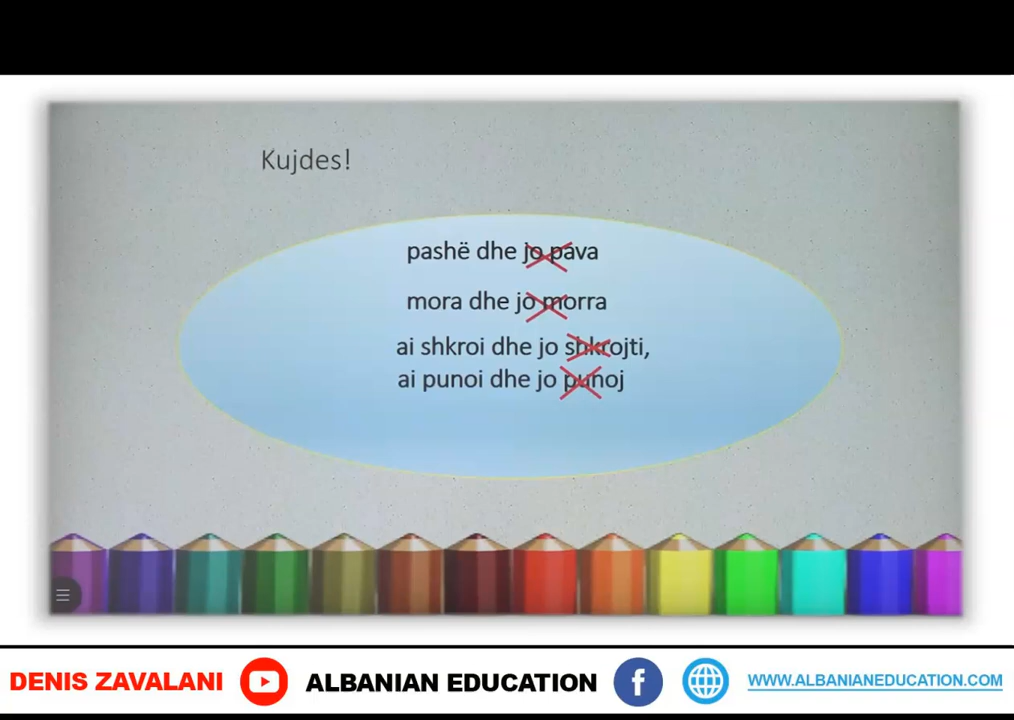 Kujdes!
pashë dhe jo pava
mora dhe jo morra
ai shkroi dhe jo shkrojti,
ai punoi dhe jo punoj
DENIS ZAVALANI ALBANIAN EDUCATION WWW.ALBANIANEDUCATION.COM